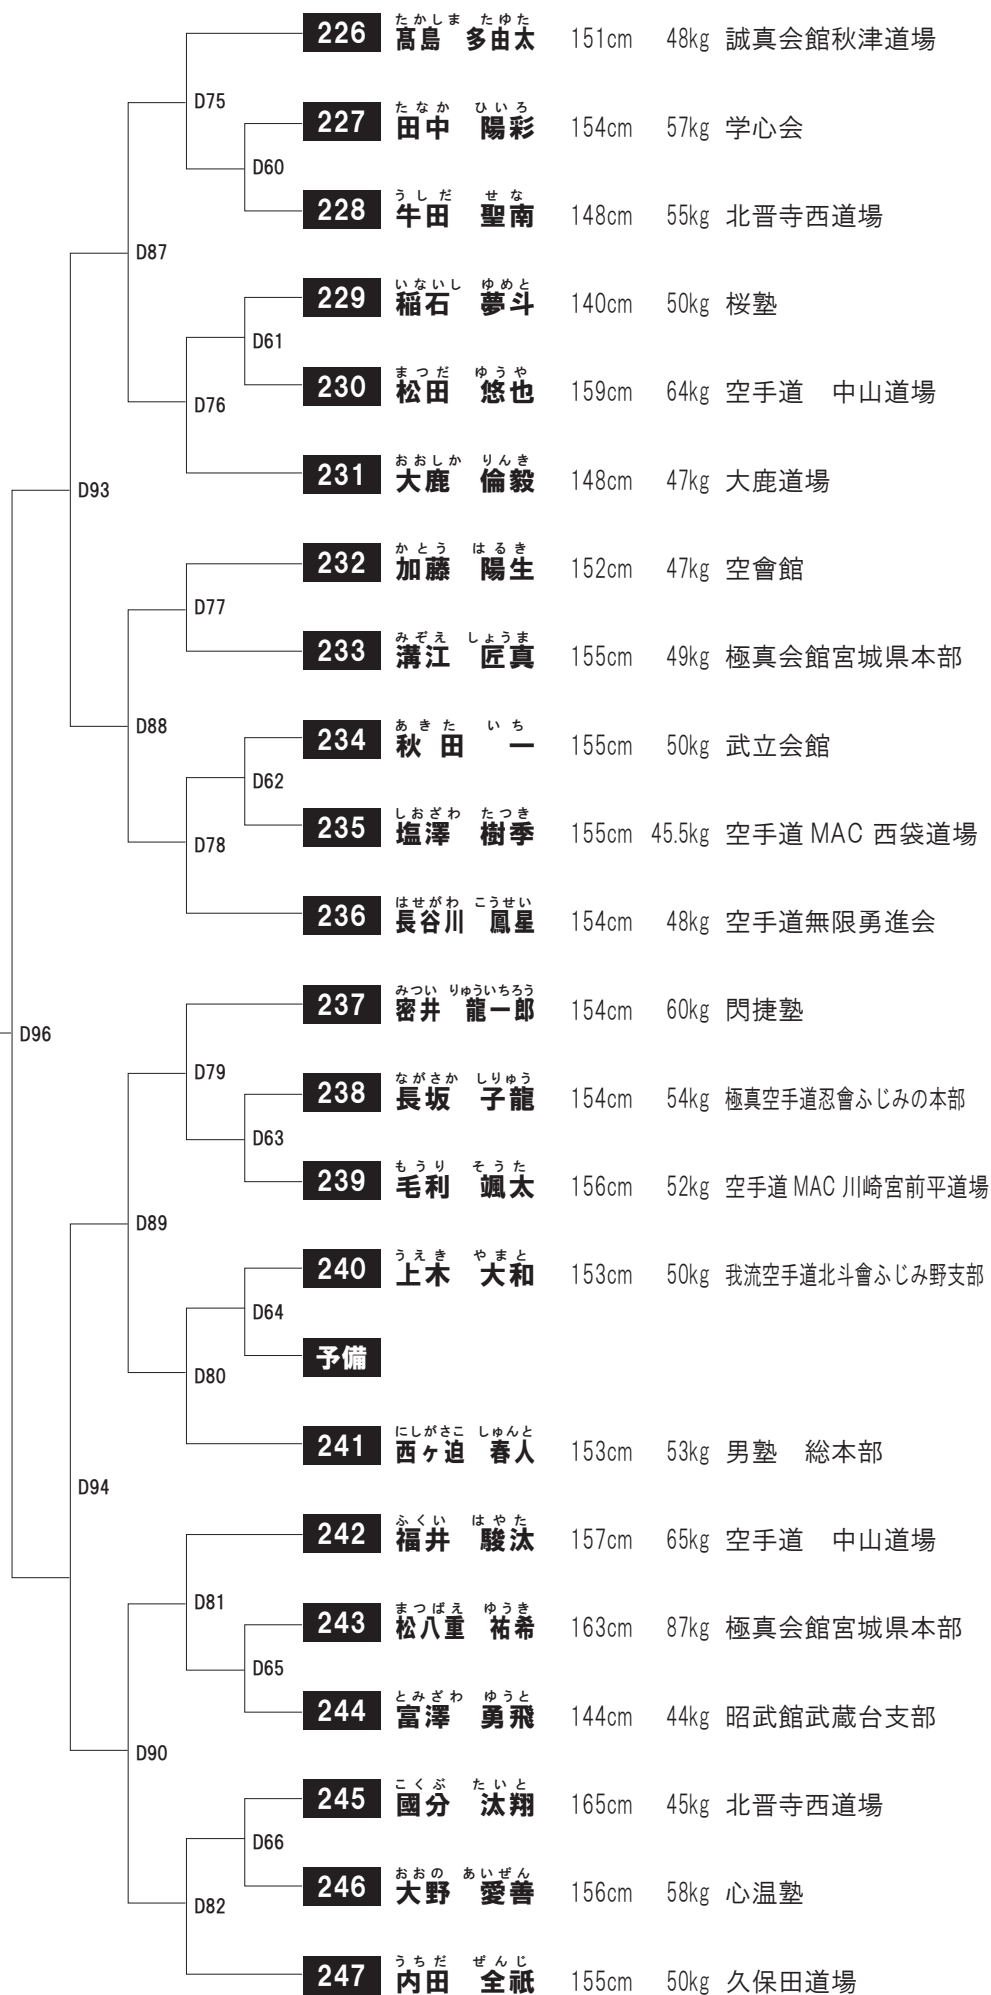 たかしま たゆた
226 髙島 多由太 151cm 48kg 誠真会館秋津道場
D75
たなか ひいろ
227 田中 陽彩 154cm 57kg 学心会
D60
うしだ せな
228 牛田 聖南 148cm 55kg 北晋寺西道場
D87
いないし ゆめと
229 稲石 夢斗 140cm 50kg 桜塾
D61
まつだ ゆうや
230 松田 悠也 159cm 64kg 空手道 中山道場
D76
おおしか りんき
231 大鹿 倫毅 148cm 47kg 大鹿道場
D93
かとう はるき
232 加藤 陽生 152cm 47kg 空會館
D77
みぞえ しょうま
233 溝江 匠真 155cm 49kg 極真会館宮城県本部
D88
あきた いち
234 秋田 一 155cm 50kg 武立会館
D62
しおざわ たつき
235 塩澤 樹季 155cm 45.5kg 空手道 MAC 西袋道場
D78
はせがわ こうせい
236 長谷川 鳳星 154cm 48kg 空手道無限勇進会
D96
みつい りゅういちろう
237 密井 龍一郎 154cm 60kg 閃捷塾
D79
ながさか しりゅう
238 長坂 子龍 154cm 54kg 極真空手道忍會ふじみの本部
D63
もうり そうた
239 毛利 颯太 156cm 52kg 空手道 MAC 川崎宮前平道場
D89
うえき やまと
240 上木 大和 153cm 50kg 我流空手道北斗會ふじみ野支部
D64
予備
D80
にしがさこ しゅんと
241 西ヶ迫 春人 153cm 53kg 男塾 総本部
D94
ふくい はやた
242 福井 駿汰 157cm 65kg 空手道 中山道場
D81
まつばえ ゆうき
243 松八重 祐希 163cm 87kg 極真会館宮城県本部
D65
とみざわ ゆうと
244 富澤 勇飛 144cm 44kg 昭武館武蔵台支部
D90
こくぶ たいと
245 國分 汰翔 165cm 45kg 北晋寺西道場
D66
おおの あいぜん
246 大野 愛善 156cm 58kg 心温塾
D82
うちだ ぜんじ
247 内田 全祇 155cm 50kg 久保田道場